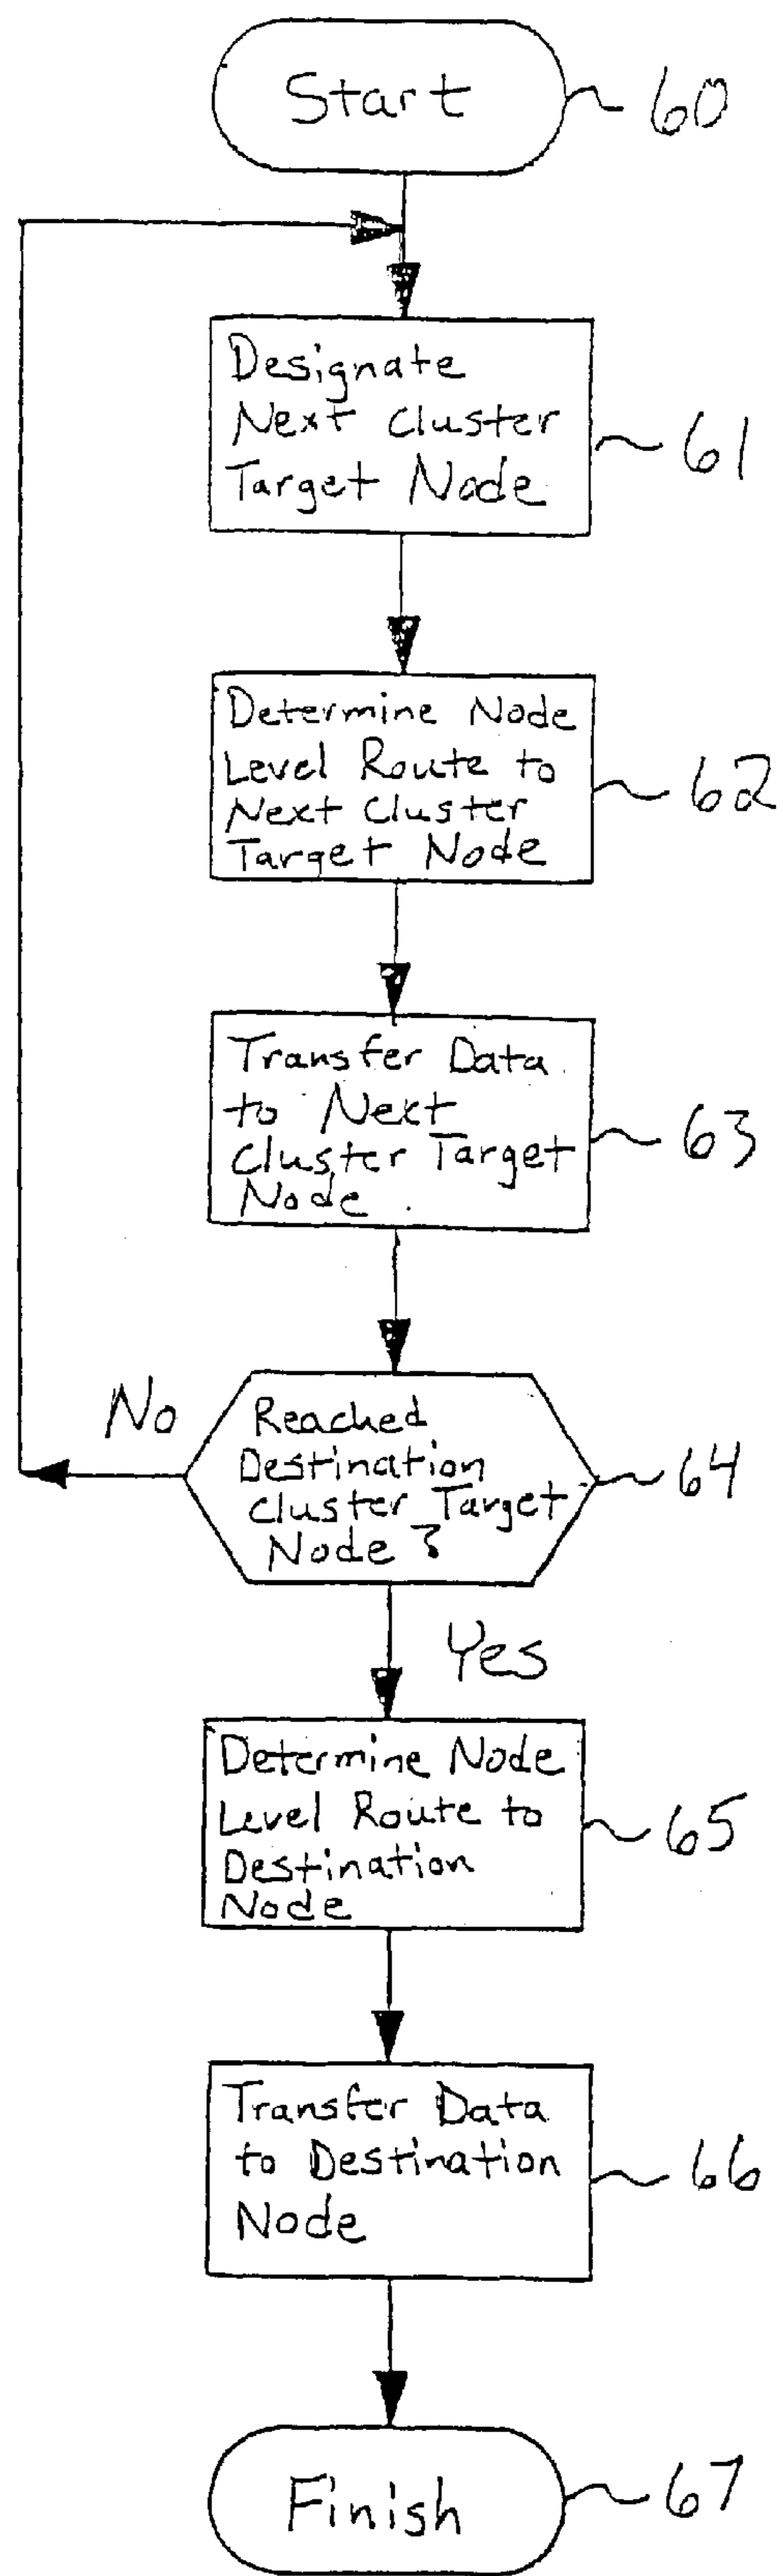 Start
60
Designate
Next Cluster
Target Node
61
Determine Node
Level Route to
Next Cluster
Target Node
62
Transfer Data
to Next
Cluster Target
Node
63
No
Reached
Destination
Cluster Target
Node ?
64
Yes
Determine Node
Level Route to
Destination
Node
65
Transfer Data
to Destination
Node
66
Finish
67